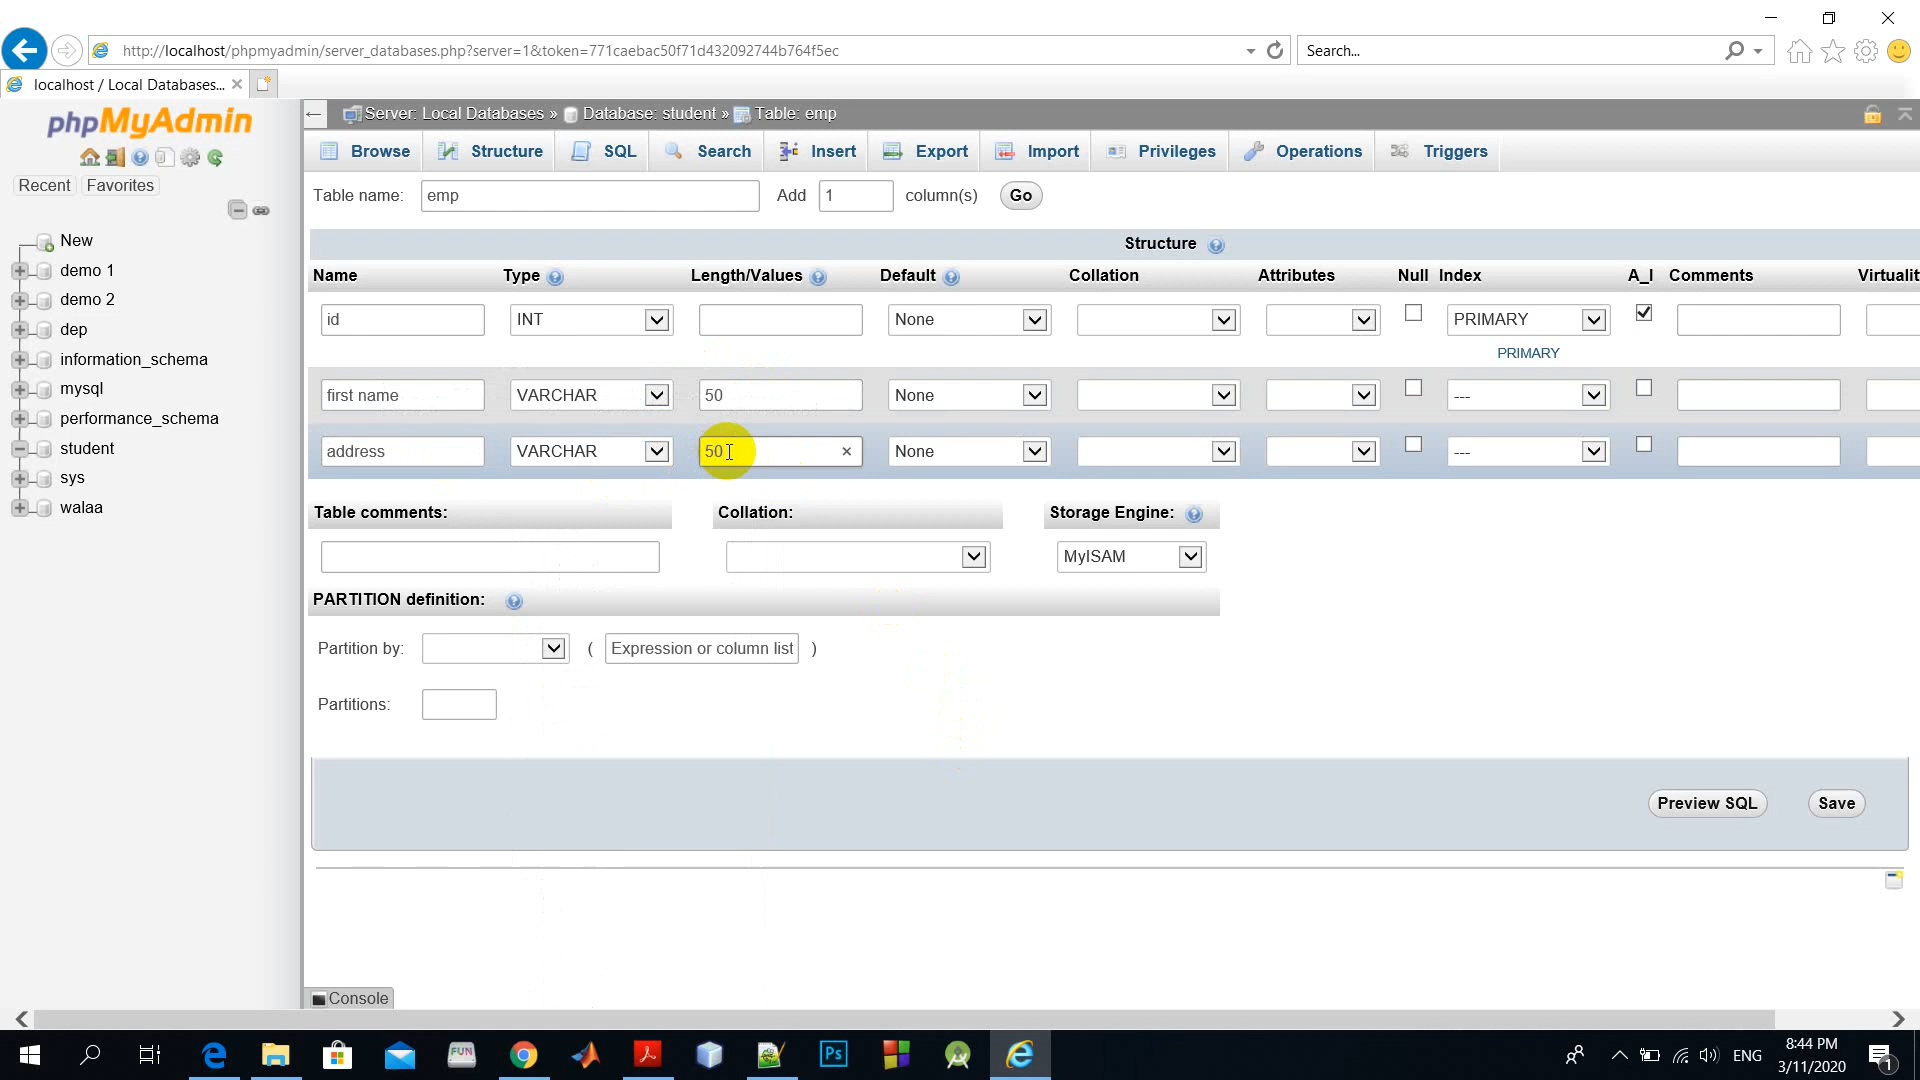 http://localhost/phpmyadmin/server_databases.php?server=1&token=771caebac50f71d432092744b764f5ec
Search...
localhost / Local Databases...
phpMyAdmin
Recent Favorites
New
demo 1
demo 2
dep
information_schema
mysql
performance_schema
student
sys
walaa
Server: Local Databases » Database: student » Table: emp
Browse Structure SQL Search Insert Export Import Privileges Operations Triggers
Table name: emp Add 1 column(s) Go
Structure
Name Type Length/Values Default Collation Attributes Null Index A_I Comments Virtualit
id INT None PRIMARY
PRIMARY
first name VARCHAR 50 None ---
address VARCHAR 50 None ---
Table comments: Collation: Storage Engine:
MyISAM
PARTITION definition:
Partition by: ( Expression or column list )
Partitions:
Preview SQL Save
Console
FUN
Ps
ENG
8:44 PM
3/11/2020
1